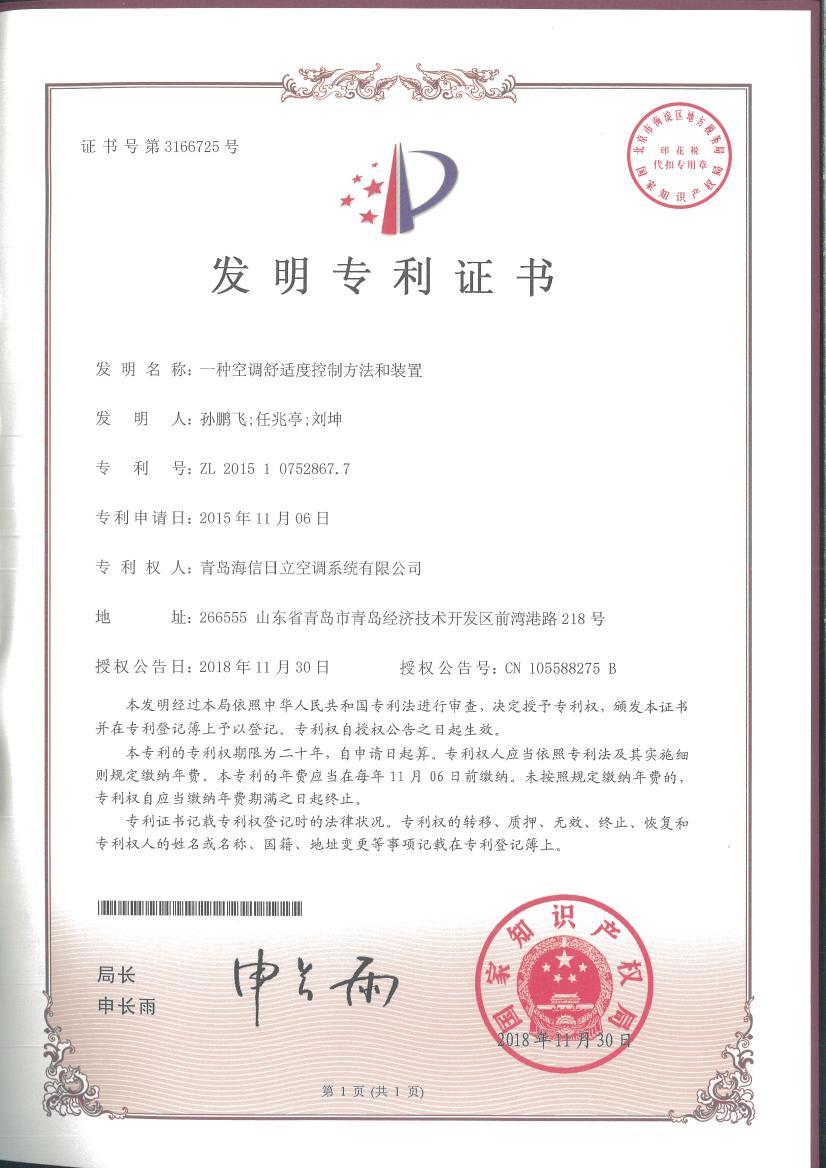 证书号第3166725号
北京市海淀区地方税务局
印花税
代扣专用章
国家知识产权局
发明专利证书
发明名称：一种空调舒适度控制方法和装置
发明人：孙鹏飞;任兆亭;刘坤
专利号：ZL 2015 1 0752867.7
专利申请日：2015年11月06日
专利权人：青岛海信日立空调系统有限公司
地址：266555 山东省青岛市青岛经济技术开发区前湾港路218号
授权公告日：2018年11月30日 授权公告号：CN 105588275 B
本发明经过本局依照中华人民共和国专利法进行审查，决定授予专利权，颁发本证书
并在专利登记簿上予以登记。专利权自授权公告之日起生效。
本专利的专利权期限为二十年，自申请日起算。专利权人应当依照专利法及其实施细
则规定缴纳年费。本专利的年费应当在每年11月06日前缴纳。未按照规定缴纳年费的，
专利权自应当缴纳年费期满之日起终止。
专利证书记载专利权登记时的法律状况。专利权的转移、质押、无效、终止、恢复和
专利权人的姓名或名称、国籍、地址变更等事项记载在专利登记簿上。
局长
申长雨
申长雨
国家知识产权局
2018年11月30日
第1页(共1页)